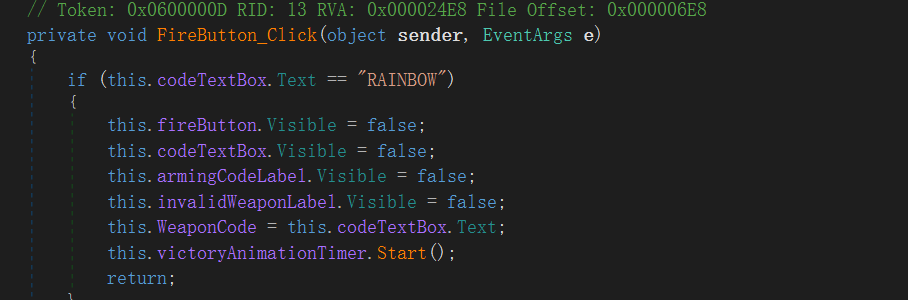 // Token: 0x0600000D RID: 13 RVA: 0x000024E8 File Offset: 0x000006E8
private void FireButton_Click(object sender, EventArgs e)
{
if (this.codeTextBox.Text == "RAINBOW")
{
this.fireButton.Visible = false;
this.codeTextBox.Visible = false;
this.armingCodeLabel.Visible = false;
this.invalidWeaponLabel.Visible = false;
this.WeaponCode = this.codeTextBox.Text;
this.victoryAnimationTimer.Start();
return;
}